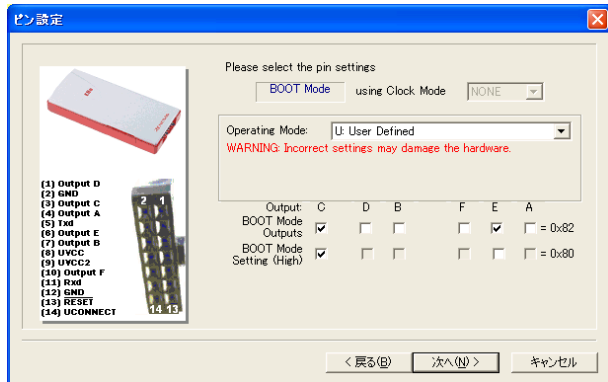 ピン設定
Please select the pin settings
BOOT Mode using Clock Mode NONE
Operating Mode: U: User Defined
WARNING: Incorrect settings may damage the hardware.
E8a
2 1
(1) Output D
(2) GND
(3) Output C
(4) Output A
(5) Txd
(6) Output E
(7) Output B
(8) UVCC
(9) UVCC2
(10) Output F
(11) Rxd
(12) GND
(13) RESET
(14) UCONNECT
14 13
Output: C D B F E A
BOOT Mode Outputs = 0x82
BOOT Mode Setting (High) = 0x80
< 戻る(B) 次へ(N) > キャンセル